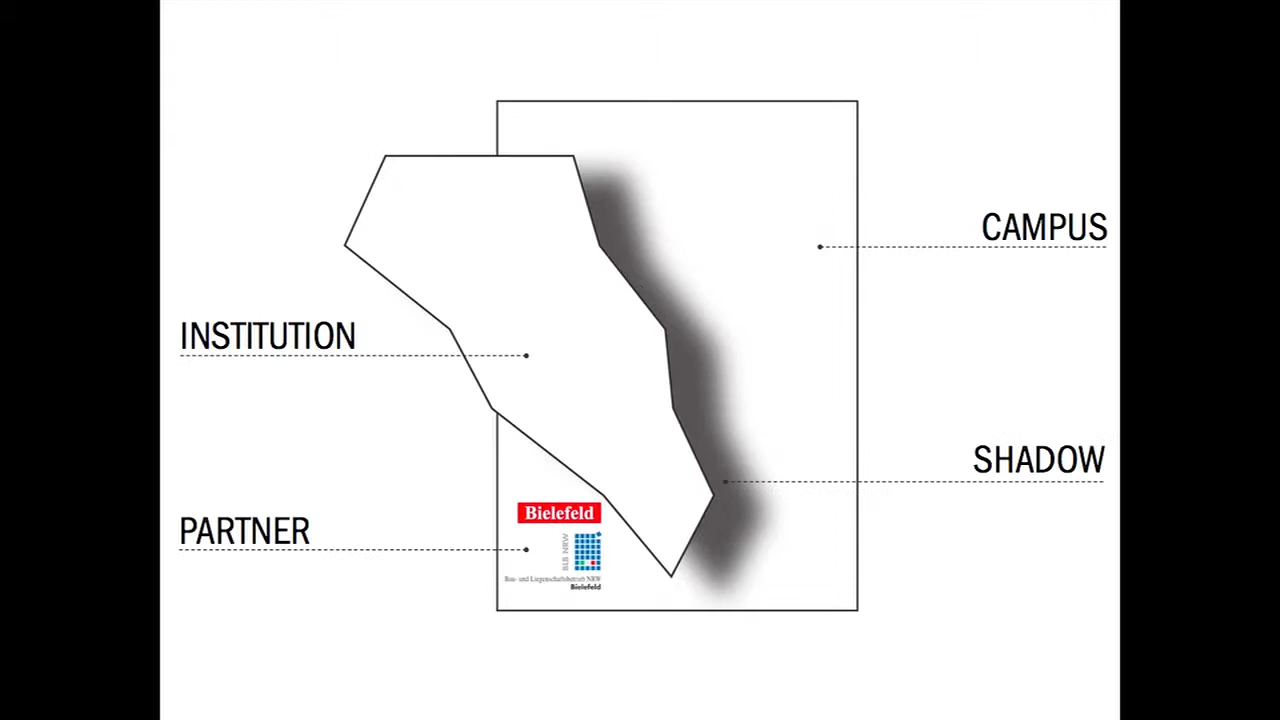 CAMPUS
INSTITUTION
SHADOW
PARTNER
Bielefeld
BLB NRW
Bau- und Liegenschaftsbetrieb NRW
Bielefeld